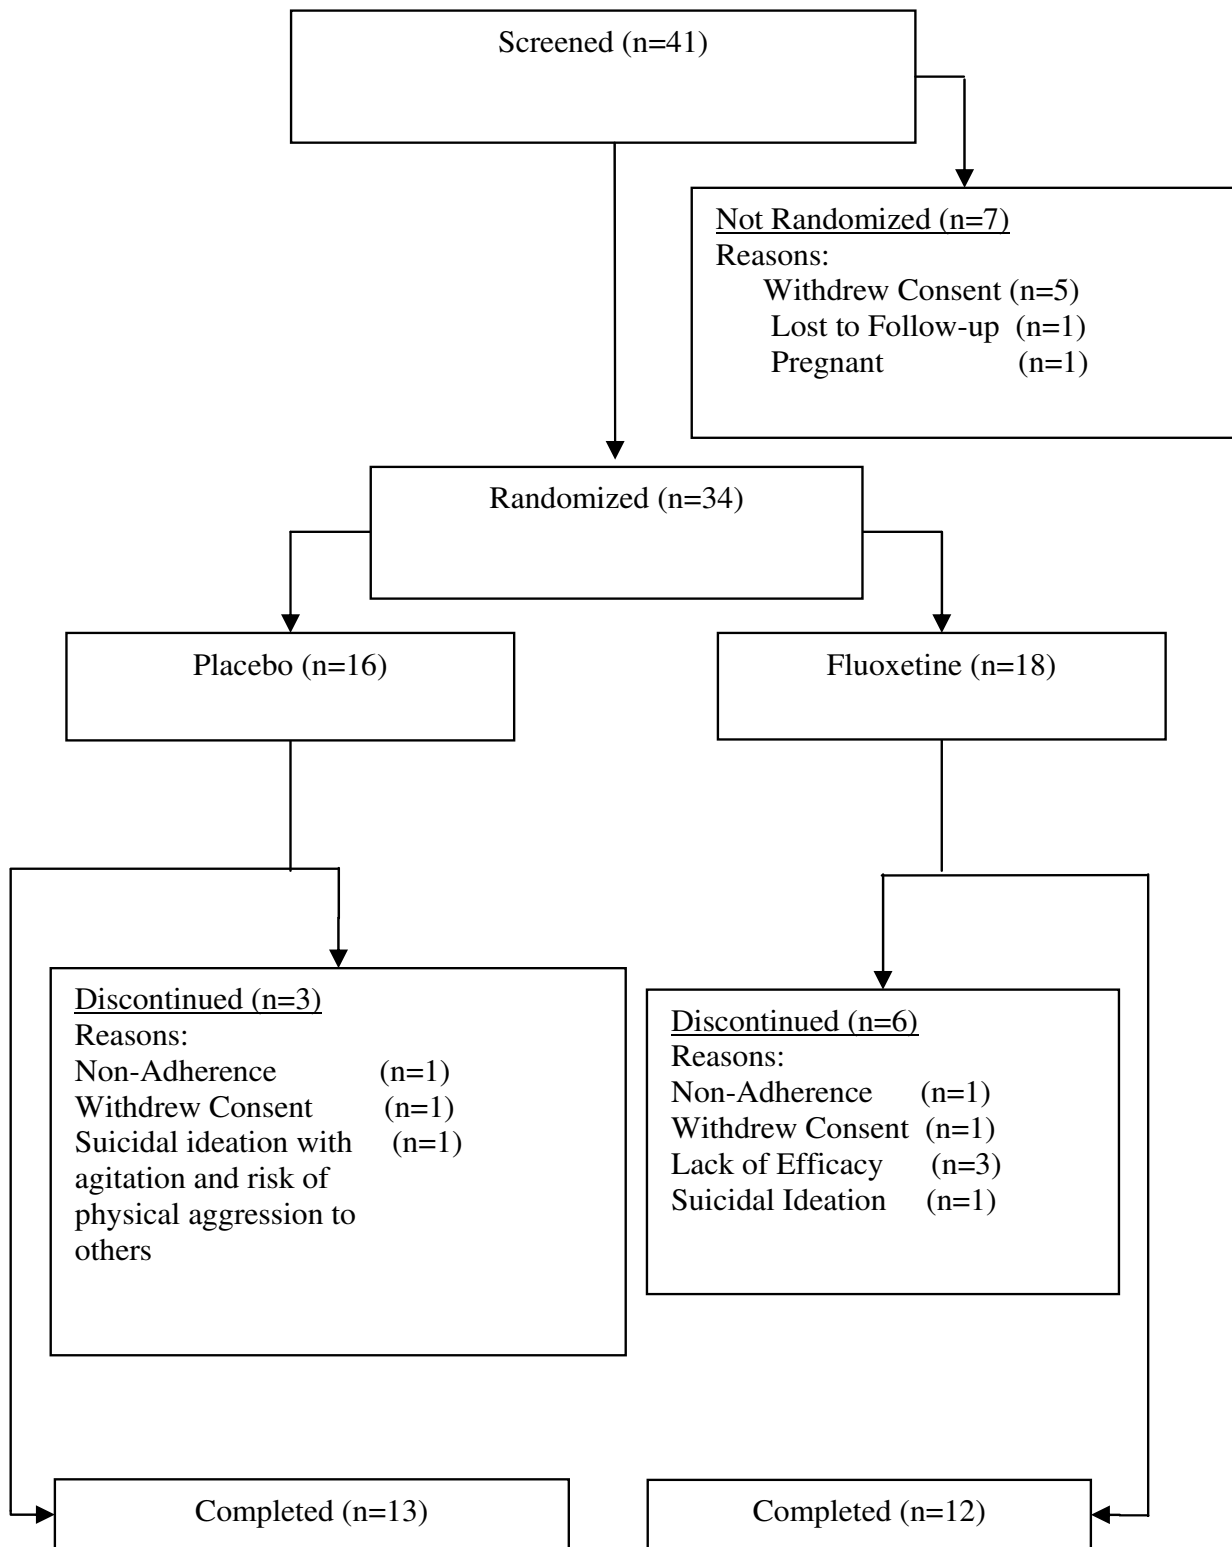 Screened (n=41)
Not Randomized (n=7)
Reasons:
Withdrew Consent (n=5)
Lost to Follow-up (n=1)
Pregnant (n=1)
Randomized (n=34)
Placebo (n=16)
Fluoxetine (n=18)
Discontinued (n=3)
Reasons:
Non-Adherence (n=1)
Withdrew Consent (n=1)
Suicidal ideation with (n=1)
agitation and risk of
physical aggression to
others
Discontinued (n=6)
Reasons:
Non-Adherence (n=1)
Withdrew Consent (n=1)
Lack of Efficacy (n=3)
Suicidal Ideation (n=1)
Completed (n=13)
Completed (n=12)